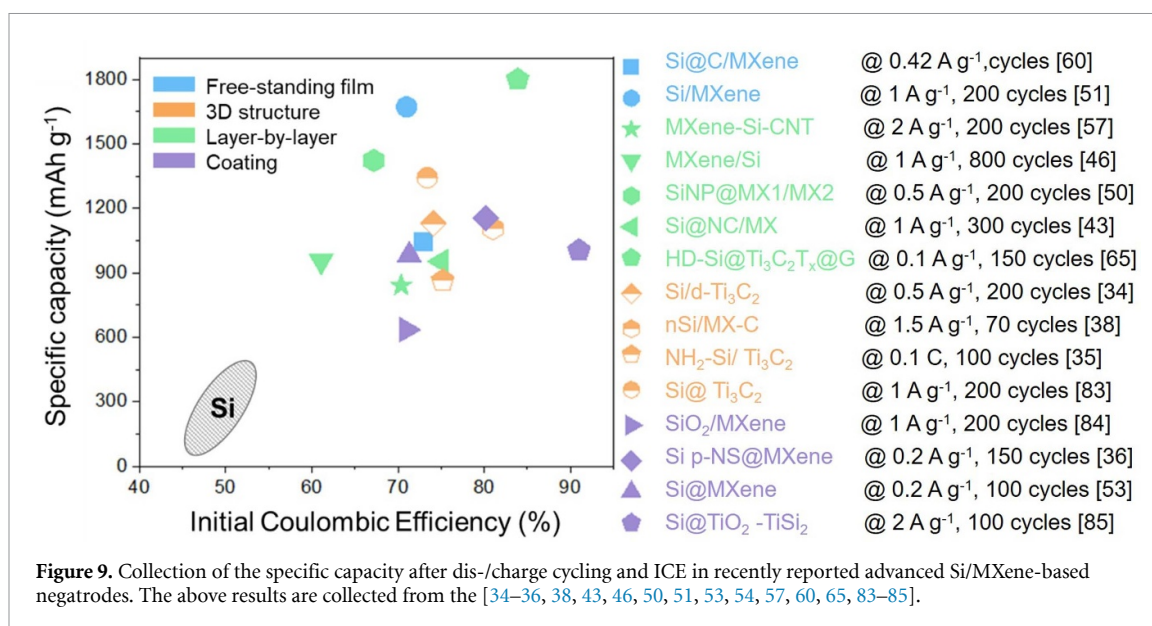 Specific capacity (mAh g⁻¹)
1800
1500
1200
900
600
300
0
Free-standing film
3D structure
Layer-by-layer
Coating
Si
40
50
60
70
80
90
Initial Coulombic Efficiency (%)
Si@C/MXene @ 0.42 A g⁻¹,cycles [60]
Si/MXene @ 1 A g⁻¹, 200 cycles [51]
MXene-Si-CNT @ 2 A g⁻¹, 200 cycles [57]
MXene/Si @ 1 A g⁻¹, 800 cycles [46]
SiNP@MX1/MX2 @ 0.5 A g⁻¹, 200 cycles [50]
Si@NC/MX @ 1 A g⁻¹, 300 cycles [43]
HD-Si@Ti₃C₂Tₓ@G @ 0.1 A g⁻¹, 150 cycles [65]
Si/d-Ti₃C₂ @ 0.5 A g⁻¹, 200 cycles [34]
nSi/MX-C @ 1.5 A g⁻¹, 70 cycles [38]
NH₂-Si/ Ti₃C₂ @ 0.1 C, 100 cycles [35]
Si@ Ti₃C₂ @ 1 A g⁻¹, 200 cycles [83]
SiO₂/MXene @ 1 A g⁻¹, 200 cycles [84]
Si p-NS@MXene @ 0.2 A g⁻¹, 150 cycles [36]
Si@MXene @ 0.2 A g⁻¹, 100 cycles [53]
Si@TiO₂ -TiSi₂ @ 2 A g⁻¹, 100 cycles [85]
Figure 9. Collection of the specific capacity after dis-/charge cycling and ICE in recently reported advanced Si/MXene-based
negatrodes. The above results are collected from the [34–36, 38, 43, 46, 50, 51, 53, 54, 57, 60, 65, 83–85].